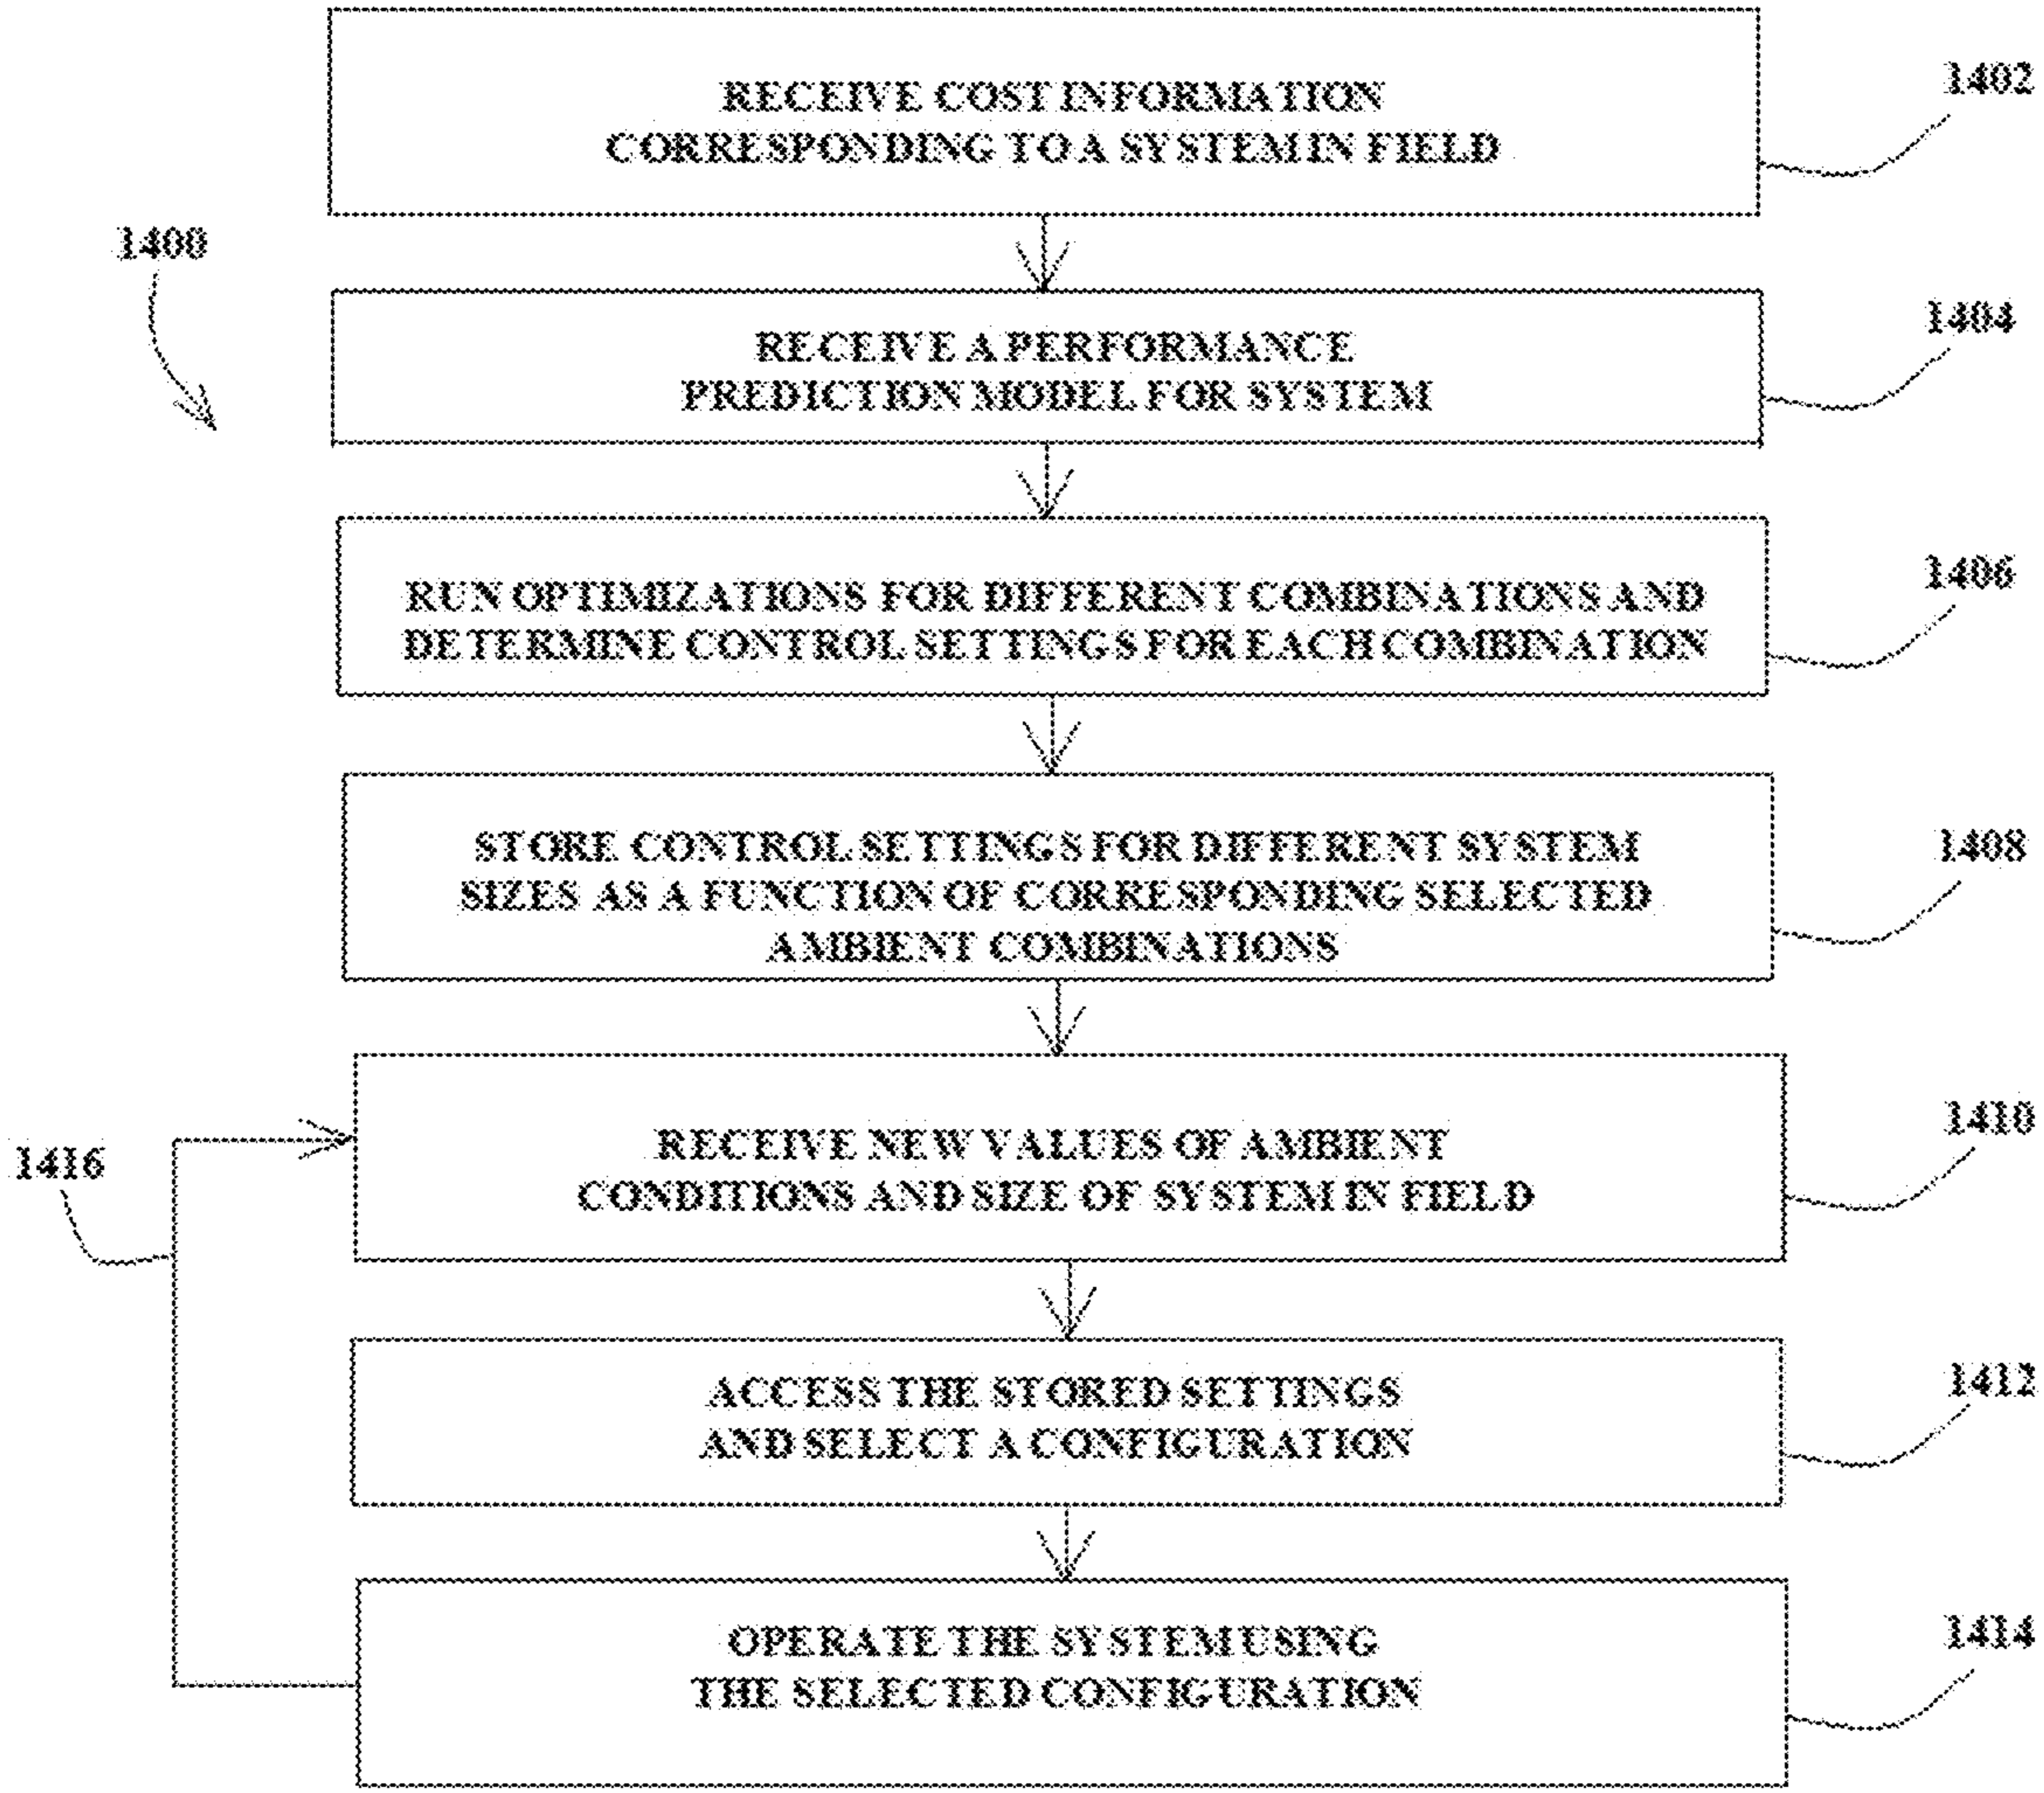 RECEIVE COST INFORMATION
CORRESPONDING TO A SYSTEM IN FIELD
1402
1400
RECEIVE A PERFORMANCE
PREDICTION MODEL FOR SYSTEM
1404
RUN OPTIMIZATIONS FOR DIFFERENT COMBINATIONS AND
DETERMINE CONTROL SETTINGS FOR EACH COMBINATION
1406
STORE CONTROL SETTINGS FOR DIFFERENT SYSTEM
SIZES AS A FUNCTION OF CORRESPONDING SELECTED
AMBIENT COMBINATIONS
1408
RECEIVE NEW VALUES OF AMBIENT
CONDITIONS AND SIZE OF SYSTEM IN FIELD
1410
1416
ACCESS THE STORED SETTINGS
AND SELECT A CONFIGURATION
1412
OPERATE THE SYSTEM USING
THE SELECTED CONFIGURATION
1414